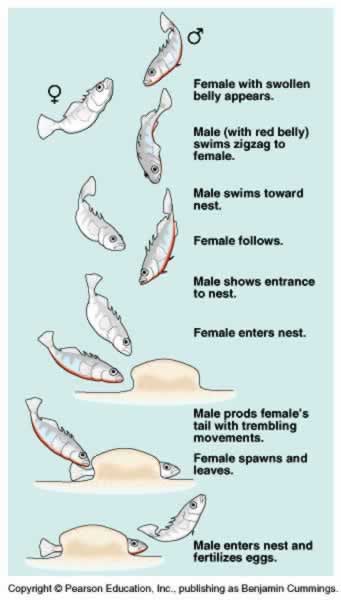 ♂
♀
Female with swollen
belly appears.
Male (with red belly)
swims zigzag to
female.
Male swims toward
nest.
Female follows.
Male shows entrance
to nest.
Female enters nest.
Male prods female's
tail with trembling
movements.
Female spawns and
leaves.
Male enters nest and
fertilizes eggs.
Copyright © Pearson Education, Inc., publishing as Benjamin Cummings.